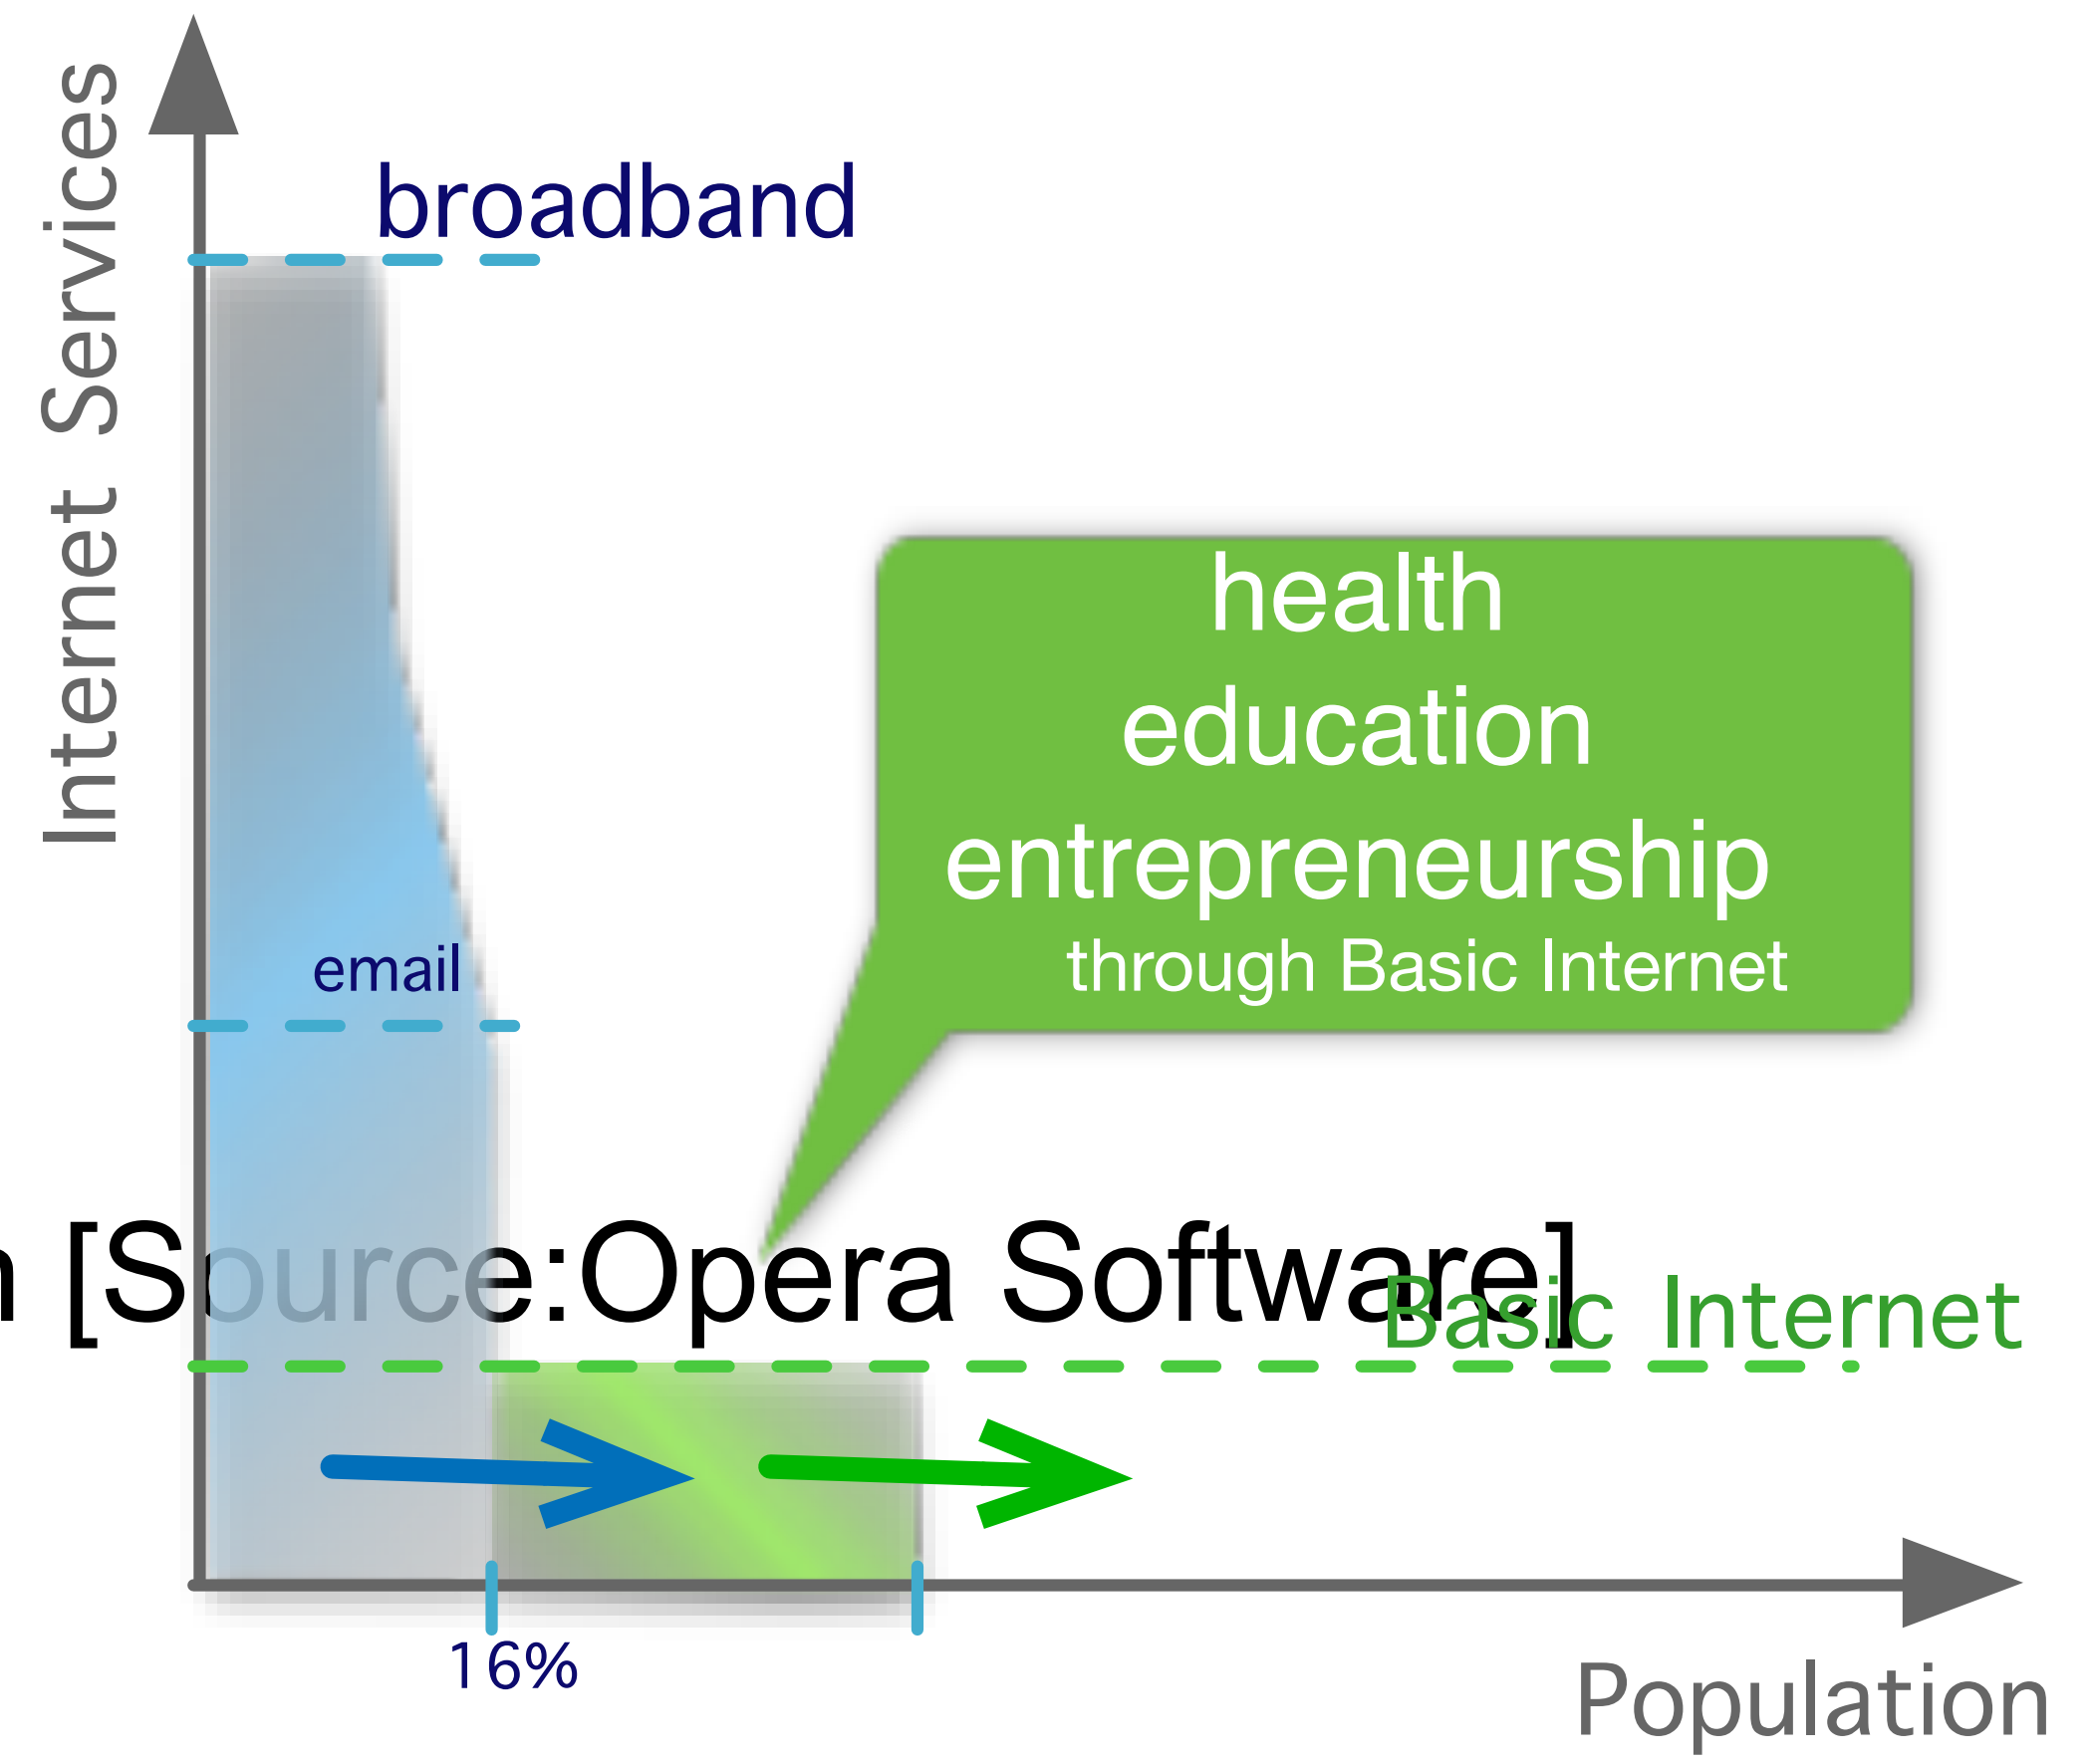 Internet Services
broadband
health
education
entrepreneurship
through Basic Internet
email
n [Source:Opera Software]
Basic Internet
16%
Population